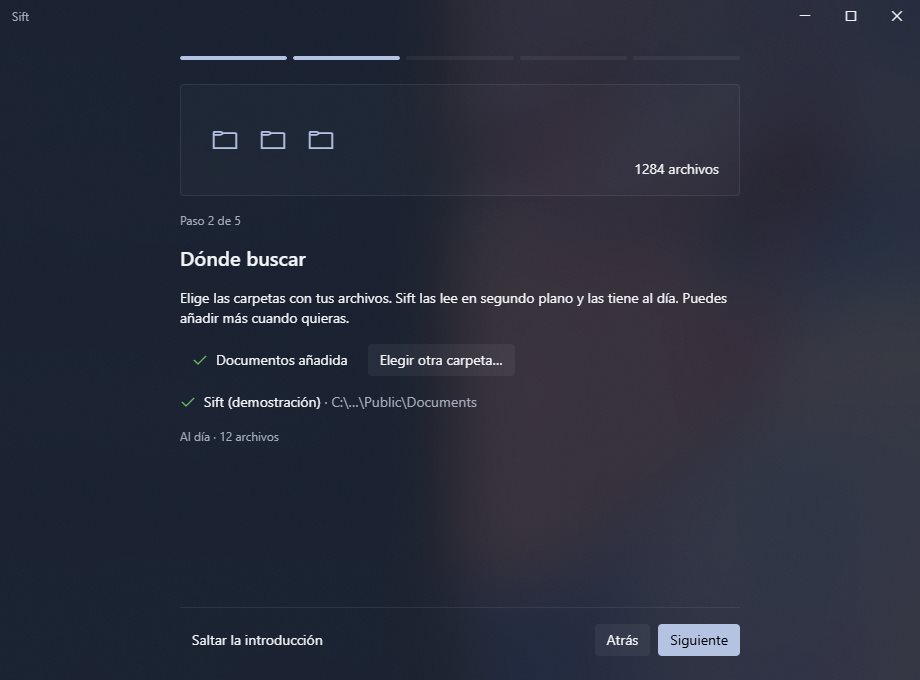 Sift
1284 archivos
Paso 2 de 5
Dónde buscar
Elige las carpetas con tus archivos. Sift las lee en segundo plano y las tiene al día. Puedes
añadir más cuando quieras.
Documentos añadida
Elegir otra carpeta...
Sift (demostración) · C:\...\Public\Documents
Al día · 12 archivos
Saltar la introducción
Atrás
Siguiente